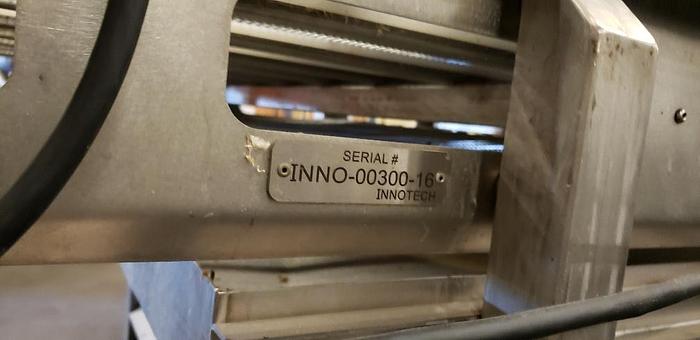 SERIAL #
INNO-00300-16
INNOTECH